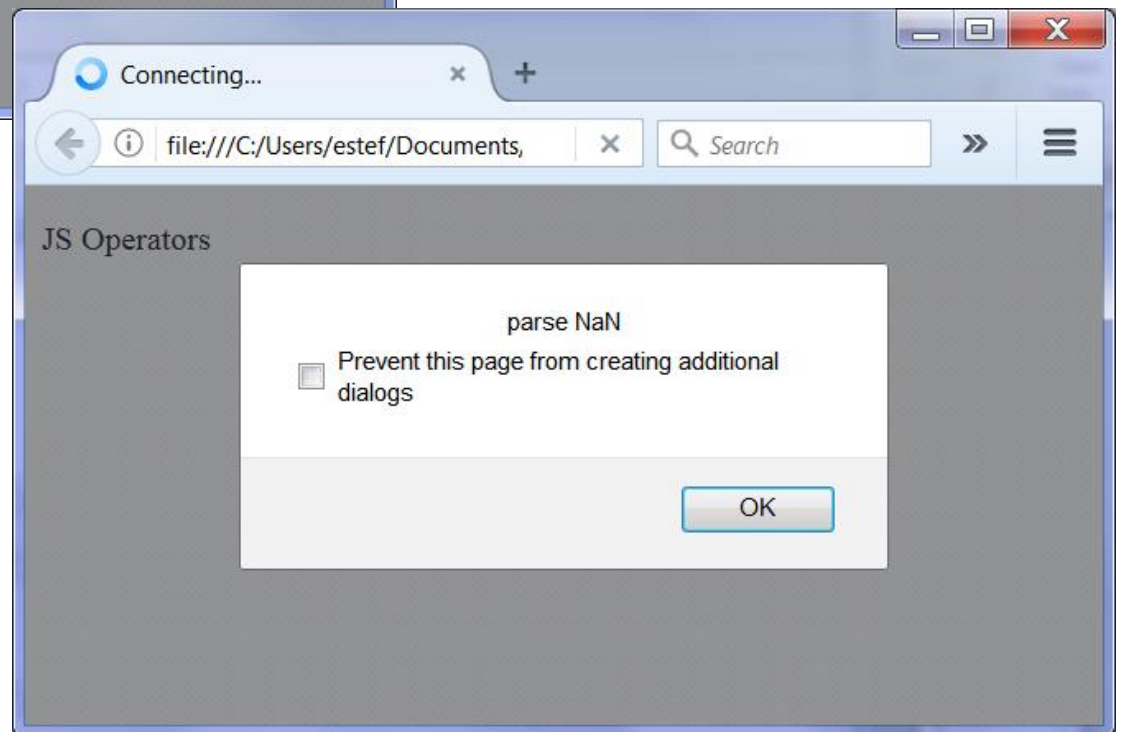 Connecting...
file:///C:/Users/estef/Documents,
Search
JS Operators
parse NaN
Prevent this page from creating additional
dialogs
OK